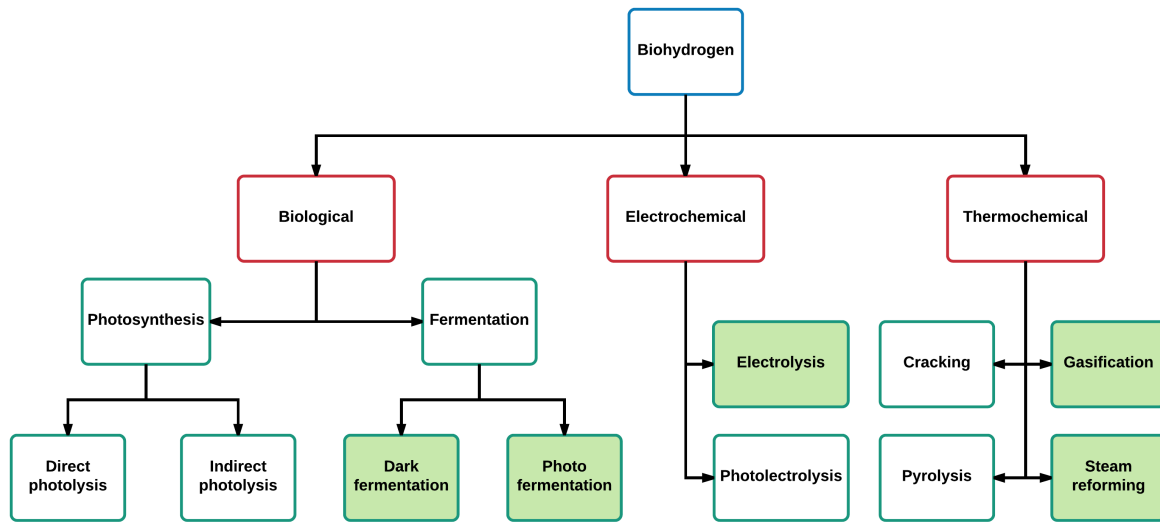 Biohydrogen
Biological
Electrochemical
Thermochemical
Photosynthesis
Fermentation
Electrolysis
Cracking
Gasification
Direct
photolysis
Indirect
photolysis
Dark
fermentation
Photo
fermentation
Photolectrolysis
Pyrolysis
Steam
reforming